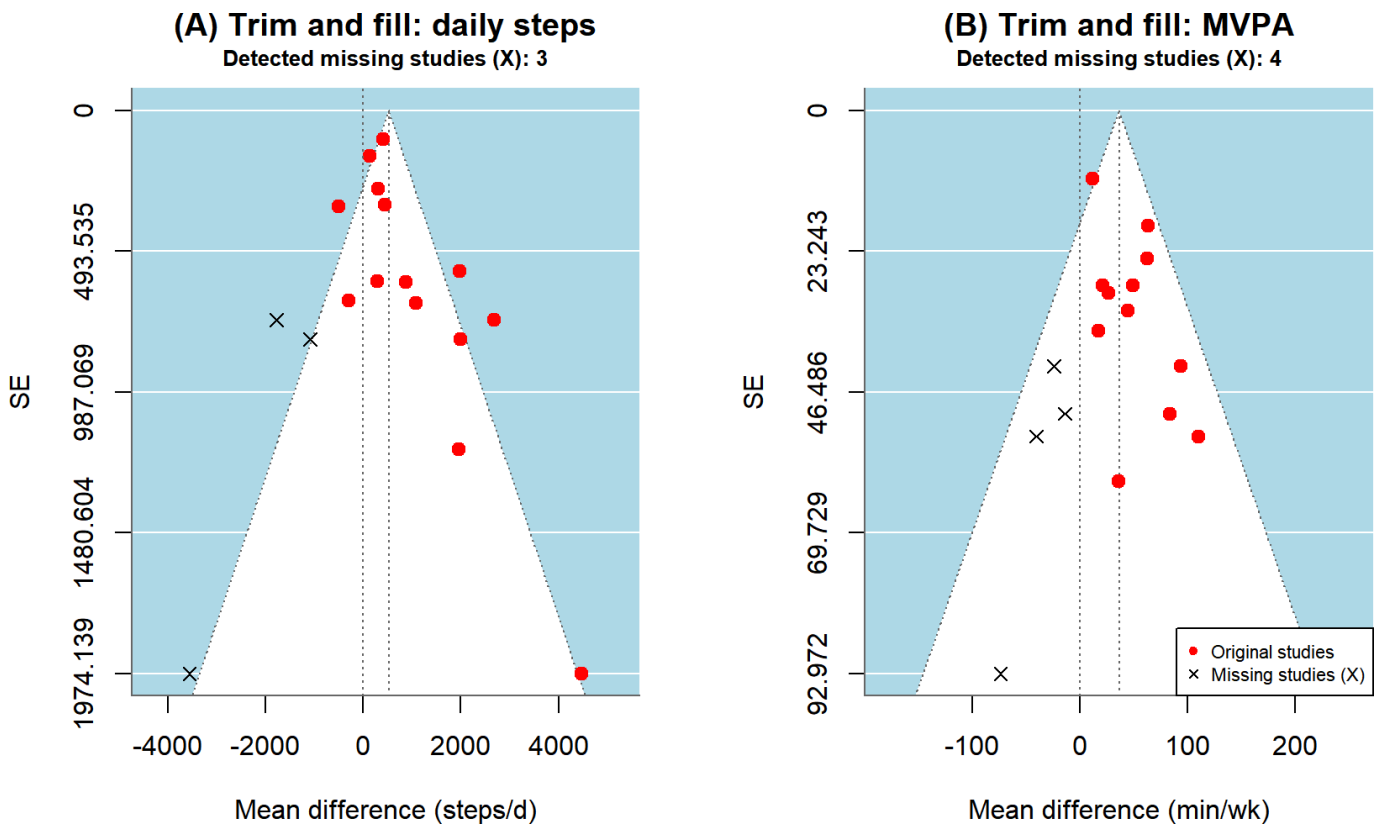 (A) Trim and fill: daily steps
Detected missing studies (X): 3
SE
0
493.535
987.069
1480.604
1974.139
-4000
-2000
0
2000
4000
Mean difference (steps/d)
(B) Trim and fill: MVPA
Detected missing studies (X): 4
SE
0
23.243
46.486
69.729
92.972
-100
0
100
200
Mean difference (min/wk)
Original studies
Missing studies (X)